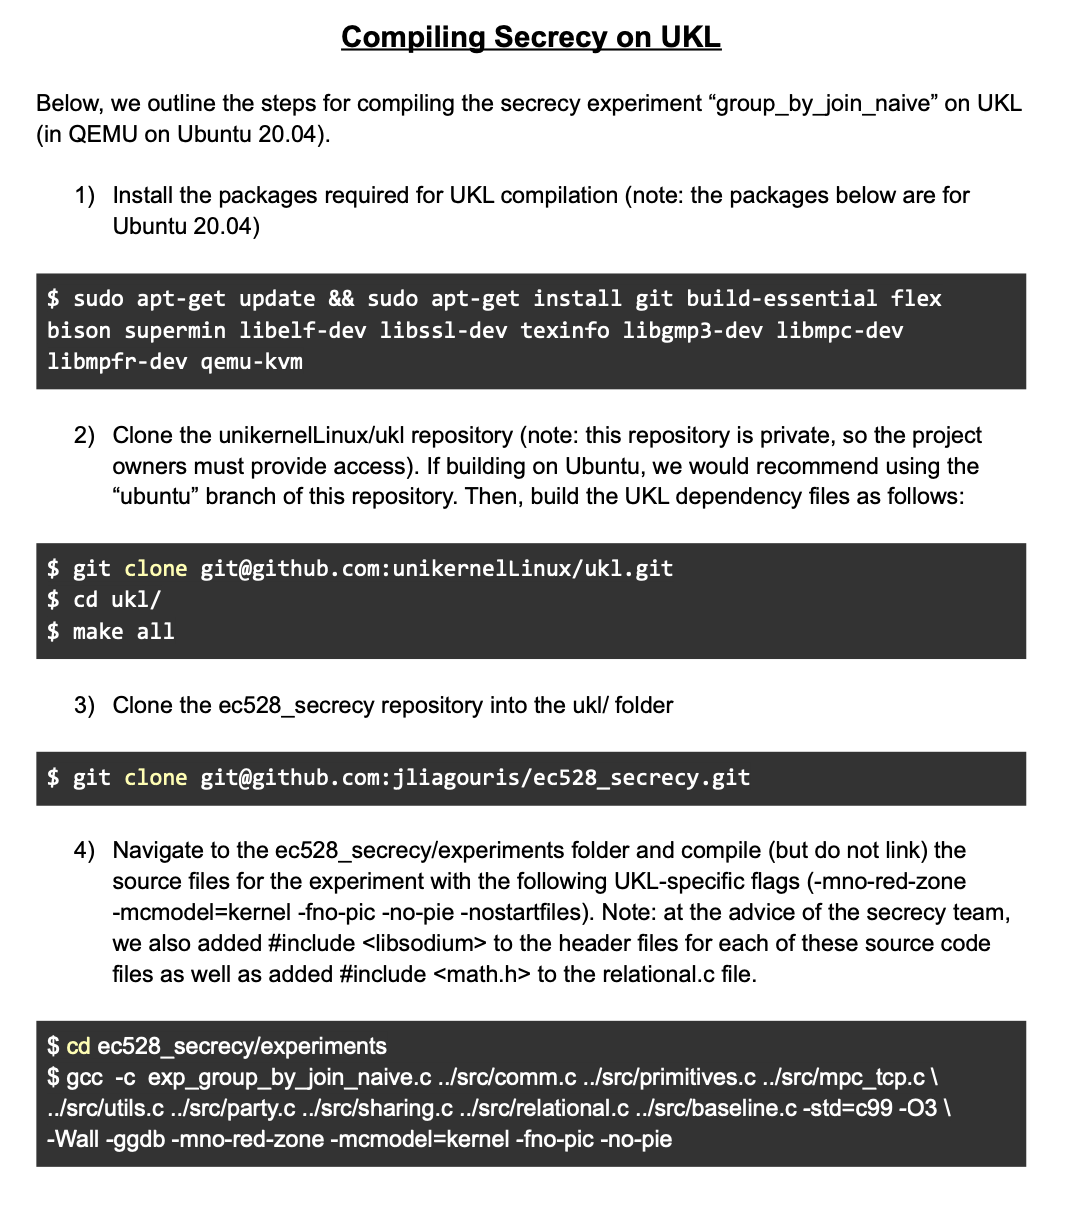 Compiling Secrecy on UKL
Below, we outline the steps for compiling the secrecy experiment “group_by_join_naive” on UKL
(in QEMU on Ubuntu 20.04).
1) Install the packages required for UKL compilation (note: the packages below are for
Ubuntu 20.04)
$ sudo apt-get update && sudo apt-get install git build-essential flex
bison supermin libelf-dev libssl-dev texinfo libgmp3-dev libmpc-dev
libmpfr-dev qemu-kvm
2) Clone the unikernelLinux/ukl repository (note: this repository is private, so the project
owners must provide access). If building on Ubuntu, we would recommend using the
“ubuntu” branch of this repository. Then, build the UKL dependency files as follows:
$ git clone git@github.com:unikernelLinux/ukl.git
$ cd ukl/
$ make all
3) Clone the ec528_secrecy repository into the ukl/ folder
$ git clone git@github.com:jliagouris/ec528_secrecy.git
4) Navigate to the ec528_secrecy/experiments folder and compile (but do not link) the
source files for the experiment with the following UKL-specific flags (-mno-red-zone
-mcmodel=kernel -fno-pic -no-pie -nostartfiles). Note: at the advice of the secrecy team,
we also added #include <libsodium> to the header files for each of these source code
files as well as added #include <math.h> to the relational.c file.
$ cd ec528_secrecy/experiments
$ gcc -c exp_group_by_join_naive.c ../src/comm.c ../src/primitives.c ../src/mpc_tcp.c \
../src/utils.c ../src/party.c ../src/sharing.c ../src/relational.c ../src/baseline.c -std=c99 -O3 \
-Wall -ggdb -mno-red-zone -mcmodel=kernel -fno-pic -no-pie